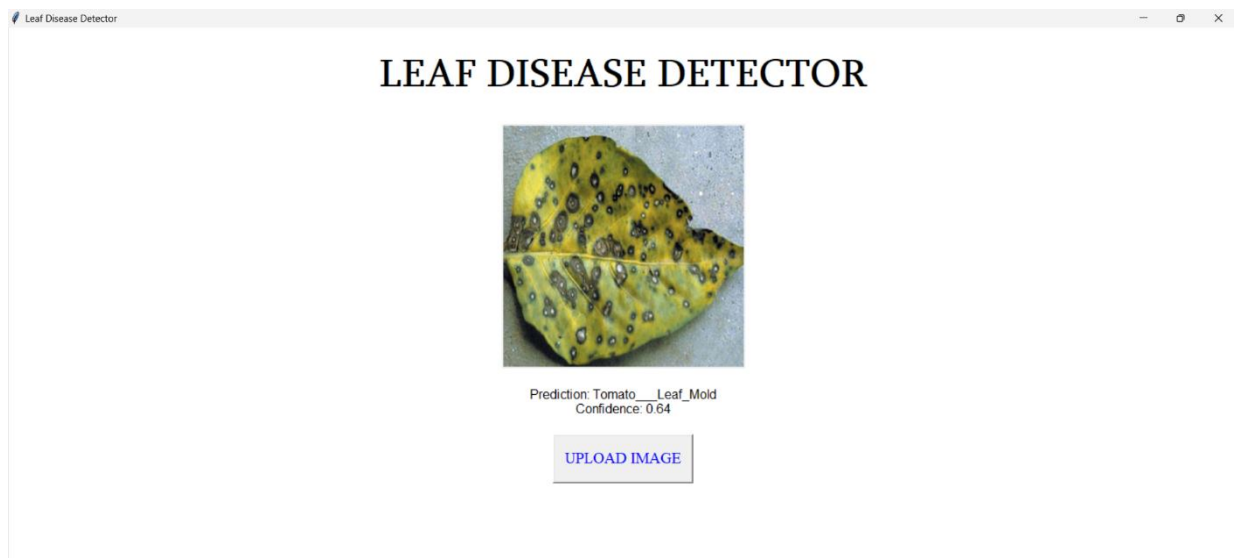 Leaf Disease Detector
LEAF DISEASE DETECTOR
Prediction: Tomato___Leaf_Mold
Confidence: 0.64
UPLOAD IMAGE